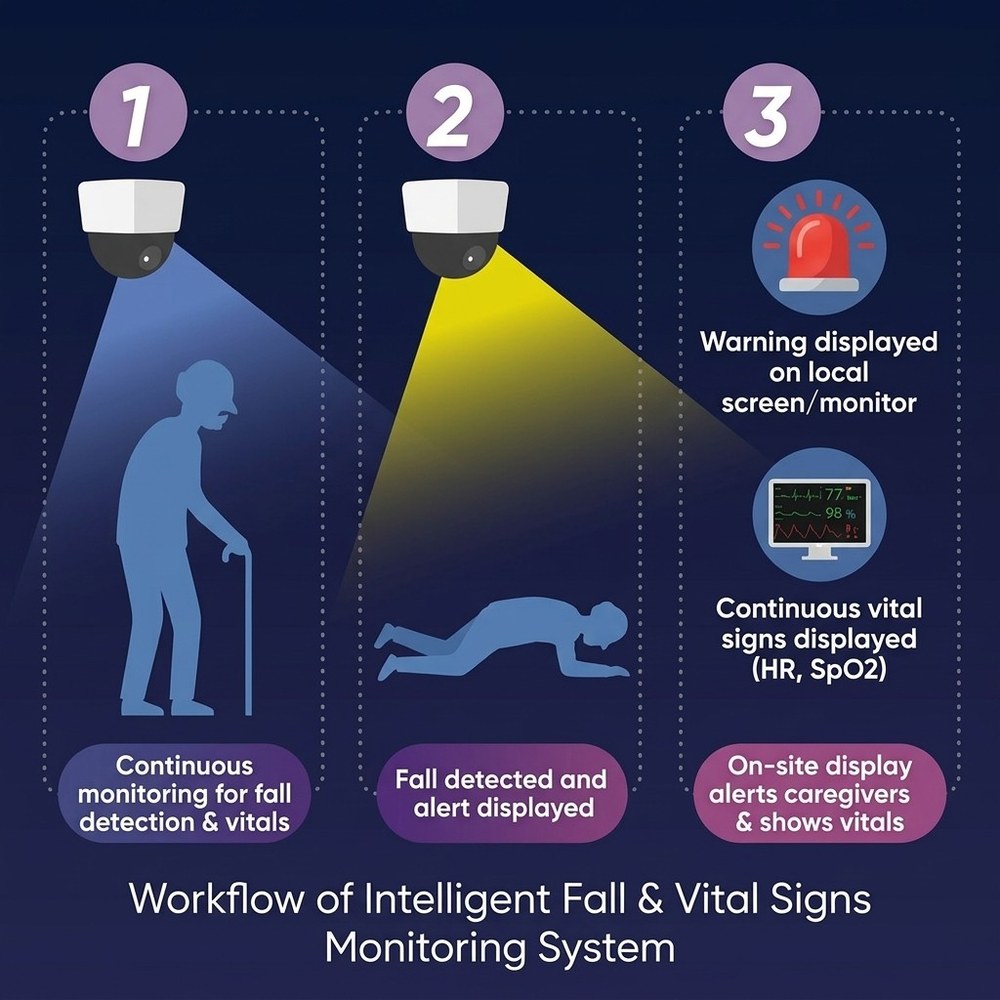 1
2
3
Warning displayed
on local
screen/monitor
77
98 %
Continuous vital
signs displayed
(HR, SpO2)
Continuous
monitoring for fall
detection & vitals
Fall detected and
alert displayed
On-site display
alerts caregivers
& shows vitals
Workflow of Intelligent Fall & Vital Signs
Monitoring System